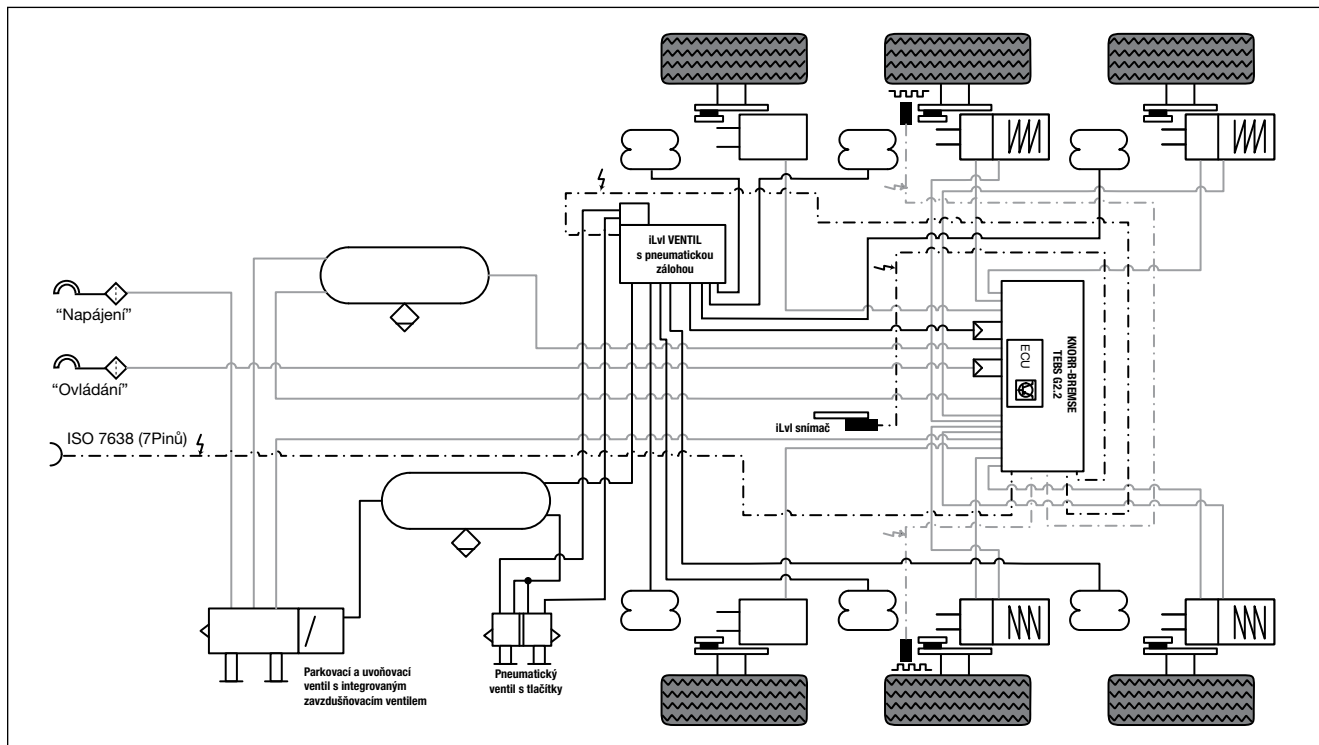 iLvl VENTIL
s pneumatickou
zálohou
"Napájení"
"Ovládání"
ISO 7638 (7Pinů)
iLvl snímač
KNORR-BREMSE
TEBS G2.2
ECU
Parkovací a uvoňovací
ventil s integrovaným
zavzdušňovacím ventilem
Pneumatický
ventil s tlačítky